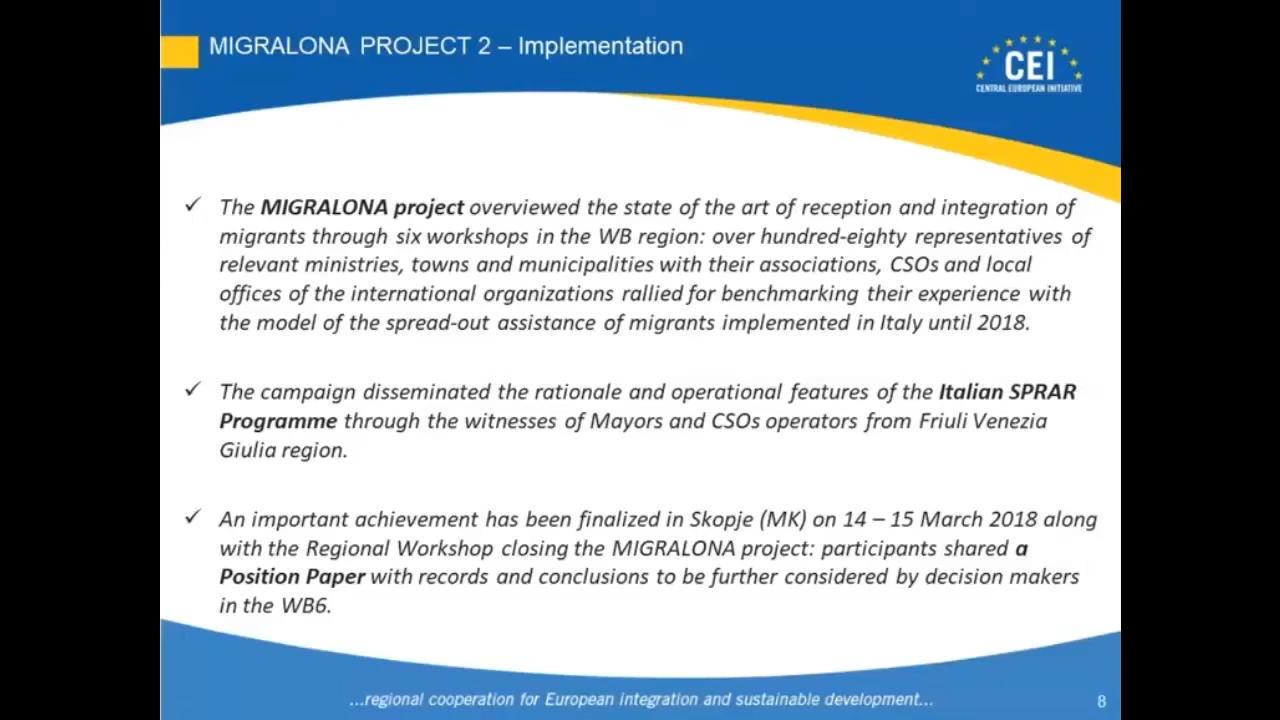 MIGRALONA PROJECT 2 – Implementation
CEI
CENTRAL EUROPEAN INITIATIVE
✓ The MIGRALONA project overviewed the state of the art of reception and integration of
migrants through six workshops in the WB region: over hundred-eighty representatives of
relevant ministries, towns and municipalities with their associations, CSOs and local
offices of the international organizations rallied for benchmarking their experience with
the model of the spread-out assistance of migrants implemented in Italy until 2018.
✓ The campaign disseminated the rationale and operational features of the Italian SPRAR
Programme through the witnesses of Mayors and CSOs operators from Friuli Venezia
Giulia region.
✓ An important achievement has been finalized in Skopje (MK) on 14 – 15 March 2018 along
with the Regional Workshop closing the MIGRALONA project: participants shared a
Position Paper with records and conclusions to be further considered by decision makers
in the WB6.
...regional cooperation for European integration and sustainable development...
8